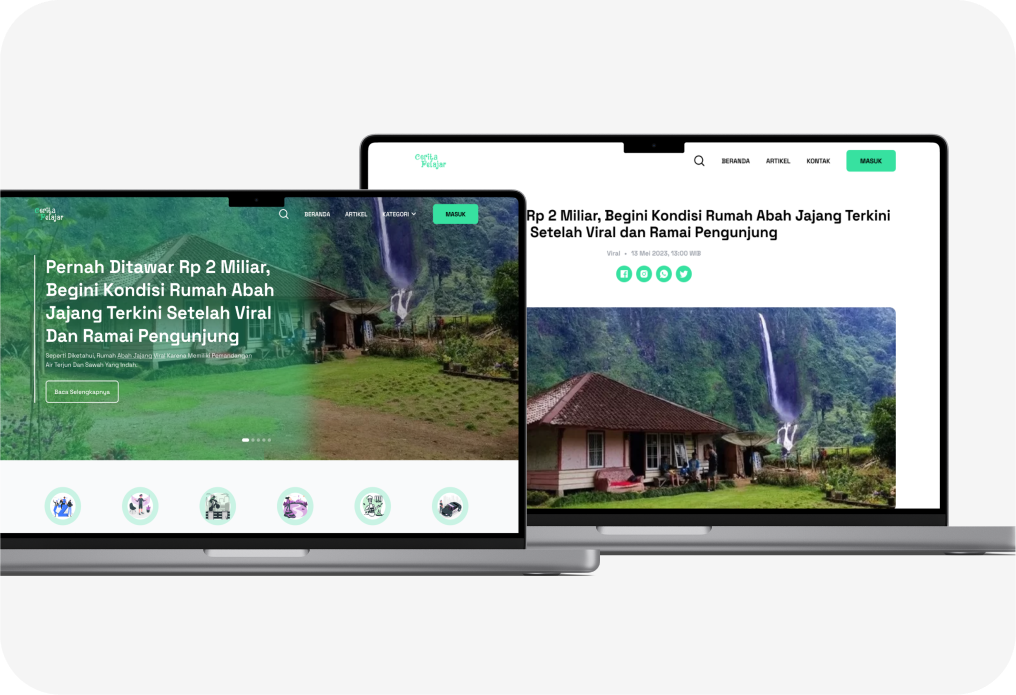 Cerita
Pelajar
BERANDA ARTIKEL KATEGORI MASUK
Pernah Ditawar Rp 2 Miliar,
Begini Kondisi Rumah Abah
Jajang Terkini Setelah Viral
Dan Ramai Pengunjung
Seperti Diketahui, Rumah Abah Jajang Viral Karena Memiliki Pemandangan
Air Terjun Dan Sawah Yang Indah.
Baca Selengkapnya
Cerita
Pelajar
BERANDA ARTIKEL KONTAK MASUK
Rp 2 Miliar, Begini Kondisi Rumah Abah Jajang Terkini
Setelah Viral dan Ramai Pengunjung
Viral • 13 Mei 2023, 13:00 WIB